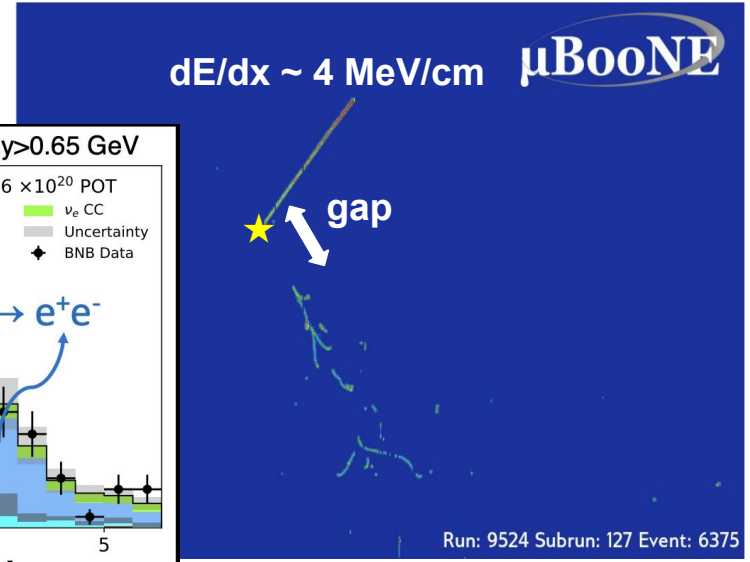 dE/dx ~ 4 MeV/cm
μBooNE
gap
y>0.65 GeV
6 ×10²⁰ POT
νₑ CC
Uncertainty
BNB Data
→ e⁺e⁻
5
Run: 9524 Subrun: 127 Event: 6375